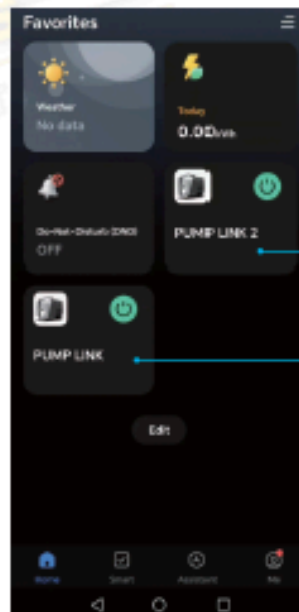 Favorites
Weather
No data
Today
0.00kWh
Do-Not-Disturb (DND)
OFF
PUMP LINK 2
PUMP LINK
Edit
Home
Smart
Assistant
Me